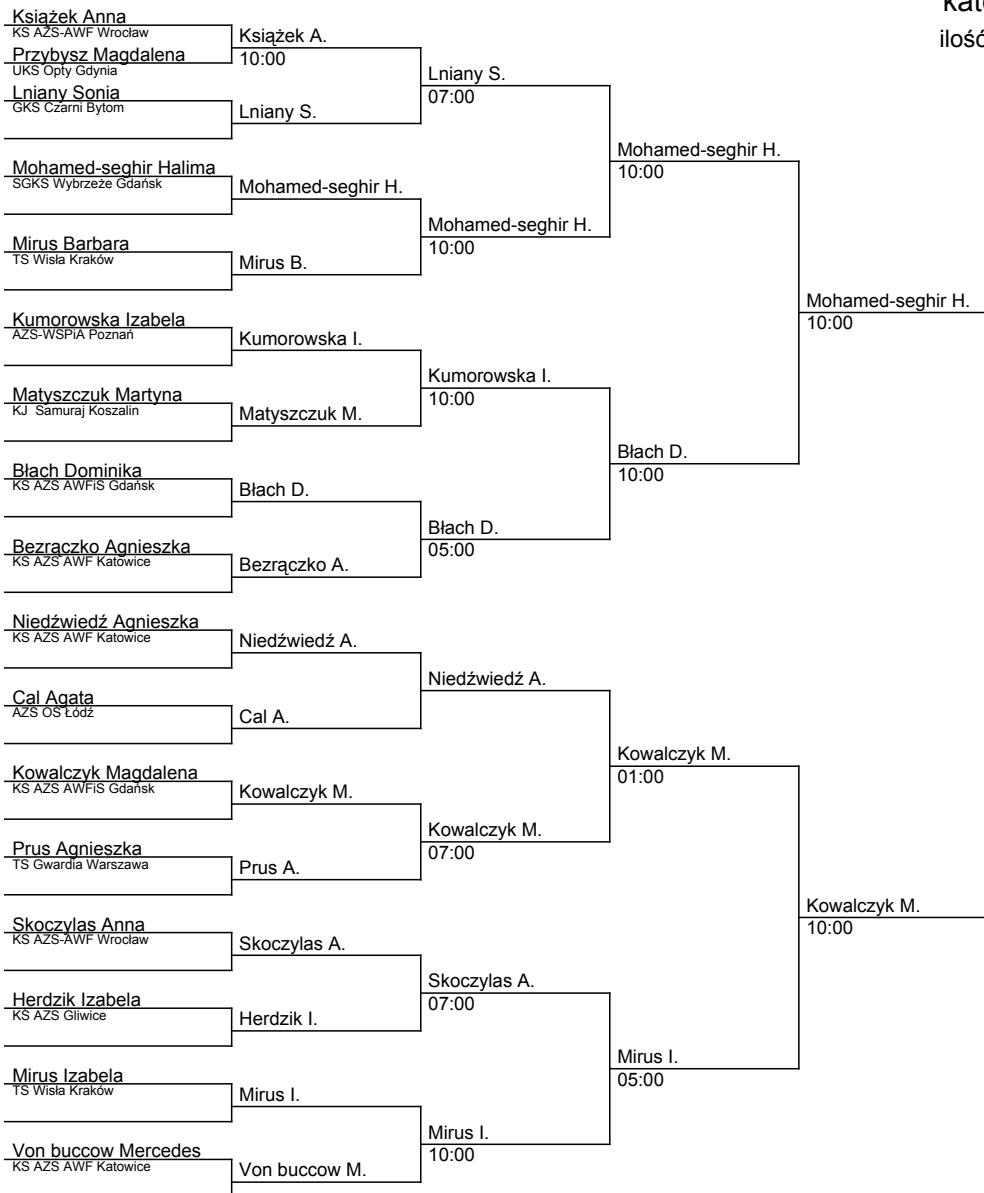 Książek Anna
KS AZS-AWF Wrocław
Przybysz Magdalena
UKS Opty Gdynia
Lniany Sonia
GKS Czarni Bytom
Mohamed-seghir Halima
SGKS Wybrzeże Gdańsk
Mirus Barbara
TS Wisła Kraków
Kumorowska Izabela
AZS-WSPiA Poznań
Matyszczuk Martyna
KJ Samuraj Koszalin
Błach Dominika
KS AZS AWFiS Gdańsk
Bezrączko Agnieszka
KS AZS AWF Katowice
Niedźwiedź Agnieszka
KS AZS AWF Katowice
Cal Agata
AZS OŚ Łódź
Kowalczyk Magdalena
KS AZS AWFiS Gdańsk
Prus Agnieszka
TS Gwardia Warszawa
Skoczylas Anna
KS AZS-AWF Wrocław
Herdzik Izabela
KS AZS Gliwice
Mirus Izabela
TS Wisła Kraków
Von buccow Mercedes
KS AZS AWF Katowice
Książek A.
10:00
Lniany S.
Mohamed-seghir H.
Mirus B.
Kumorowska I.
Matyszczuk M.
Błach D.
Bezrączko A.
Niedźwiedź A.
Cal A.
Kowalczyk M.
Prus A.
Skoczylas A.
Herdzik I.
Mirus I.
Von buccow M.
Lniany S.
07:00
Mohamed-seghir H.
10:00
Kumorowska I.
10:00
Błach D.
05:00
Niedźwiedź A.
Kowalczyk M.
07:00
Skoczylas A.
07:00
Mirus I.
10:00
Mohamed-seghir H.
10:00
Błach D.
10:00
Kowalczyk M.
01:00
Mirus I.
05:00
Mohamed-seghir H.
10:00
Kowalczyk M.
10:00
ilość